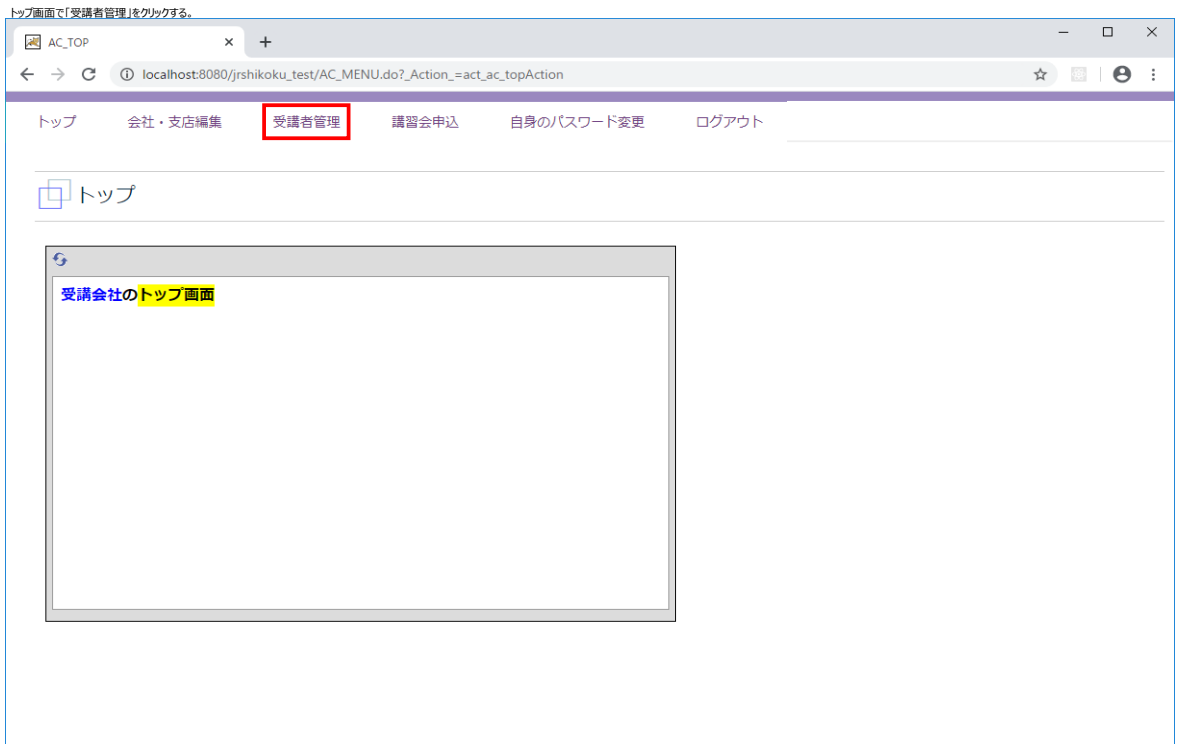 トップ画面で「受講者管理」をクリックする。
AC_TOP
localhost:8080/jrshikoku_test/AC_MENU.do?_Action_=act_ac_topAction
トップ 会社・支店編集 受講者管理 講習会申込 自身のパスワード変更 ログアウト
トップ
受講会社のトップ画面